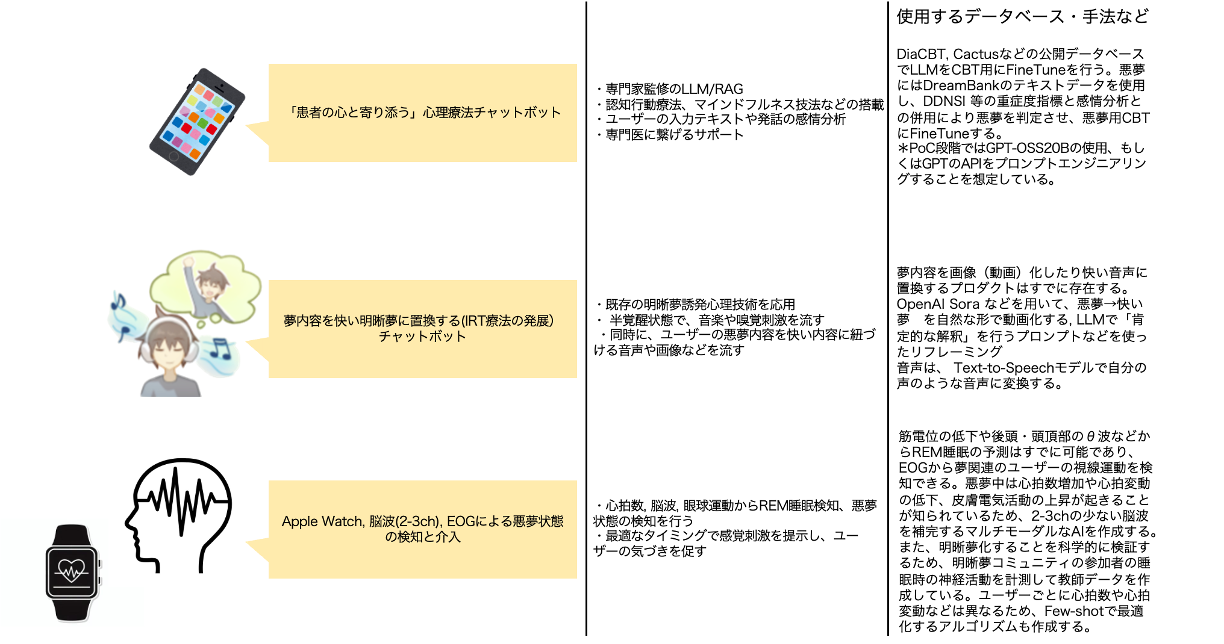 使用するデータベース・手法など
「患者の心と寄り添う」心理療法チャットボット
・専門家監修のLLM/RAG
・認知行動療法、マインドフルネス技法などの搭載
・ユーザーの入力テキストや発話の感情分析
・専門医に繋げるサポート
DiaCBT, Cactusなどの公開データベース
でLLMをCBT用にFineTuneを行う。悪夢
にはDreamBankのテキストデータを使用
し、DDNSI 等の重症度指標と感情分析と
の併用により悪夢を判定させ、悪夢用CBT
にFineTuneする。
＊PoC段階ではGPT-OSS20Bの使用、もし
くはGPTのAPIをプロンプトエンジニアリン
グすることを想定している。
夢内容を快い明晰夢に置換する(IRT療法の発展）
チャットボット
・既存の明晰夢誘発心理技術を応用
・ 半覚醒状態で、音楽や嗅覚刺激を流す
・同時に、ユーザーの悪夢内容を快い内容に紐づ
ける音声や画像などを流す
夢内容を画像（動画）化したり快い音声に
置換するプロダクトはすでに存在する。
OpenAI Sora などを用いて、悪夢→快い
夢　を自然な形で動画化する, LLMで「肯
定的な解釈」を行うプロンプトなどを使っ
たリフレーミング
音声は、 Text-to-Speechモデルで自分の
声のような音声に変換する。
Apple Watch, 脳波(2-3ch), EOGによる悪夢状態
の検知と介入
・心拍数, 脳波, 眼球運動からREM睡眠検知、悪夢
状態の検知を行う
・最適なタイミングで感覚刺激を提示し、ユー
ザーの気づきを促す
筋電位の低下や後頭・頭頂部のθ波などか
らREM睡眠の予測はすでに可能であり、
EOGから夢関連のユーザーの視線運動を検
知できる。悪夢中は心拍数増加や心拍変動
の低下、皮膚電気活動の上昇が起きること
が知られているため、2-3chの少ない脳波
を補完するマルチモーダルなAIを作成する。
また、明晰夢化することを科学的に検証す
るため、明晰夢コミュニティの参加者の睡
眠時の神経活動を計測して教師データを作
成している。ユーザーごとに心拍数や心拍
変動などは異なるため、Few-shotで最適
化するアルゴリズムも作成する。